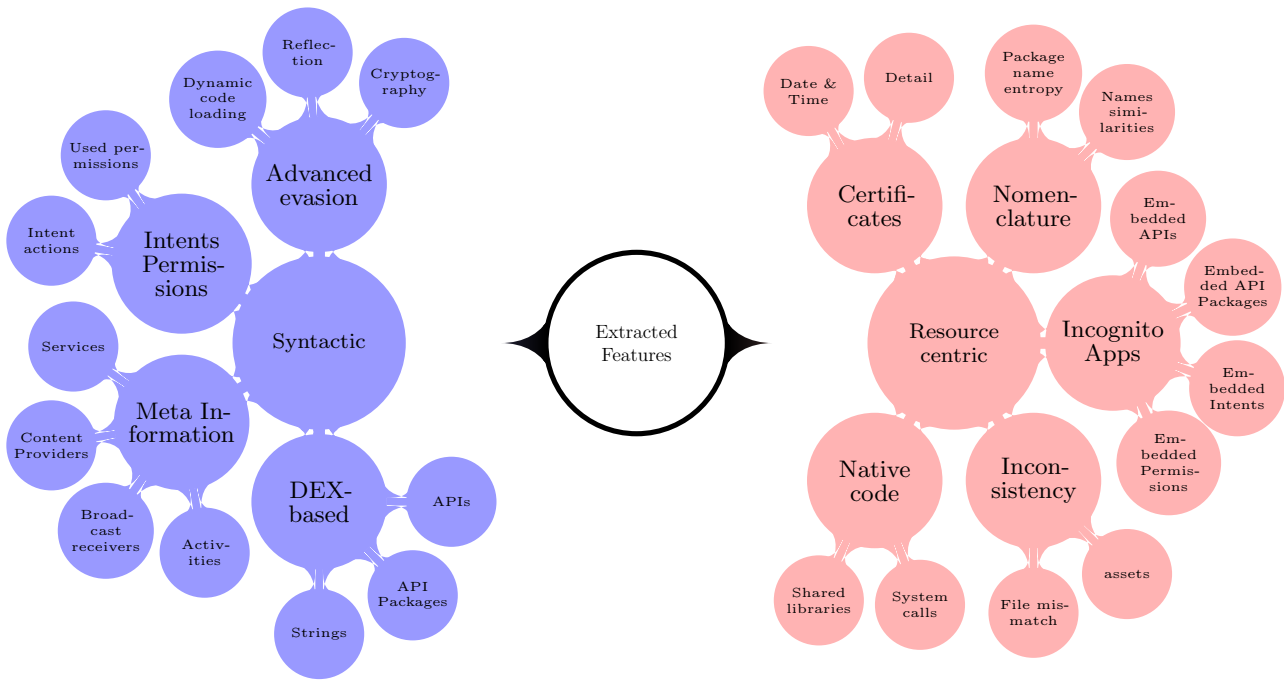 Reflec-
tion
Cryptog-
raphy
Dynamic
code
loading
Advanced
evasion
Used per-
missions
Intent
actions
Intents
Permis-
sions
Syntactic
Services
Meta In-
formation
Content
Providers
Broad-
cast
receivers
Activ-
ities
DEX-
based
APIs
API
Packages
Strings
Extracted
Features
Date &
Time
Detail
Certifi-
cates
Package
name
entropy
Names
simi-
larities
Nomen-
clature
Resource
centric
Em-
bedded
APIs
Embed-
ded API
Packages
Incognito
Apps
Em-
bedded
Intents
Em-
bedded
Permis-
sions
Native
code
Shared
libraries
System
calls
Incon-
sistency
File mis-
match
assets